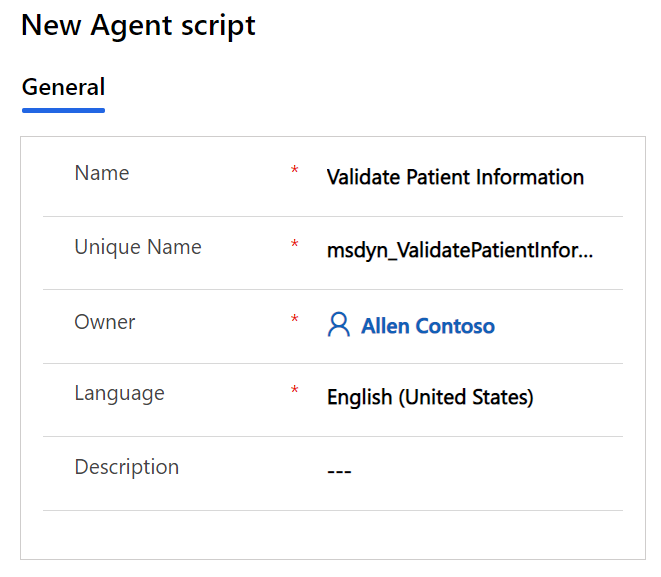 New Agent script
General
Name * Validate Patient Information
Unique Name * msdyn_ValidatePatientInfor...
Owner * Allen Contoso
Language * English (United States)
Description ---